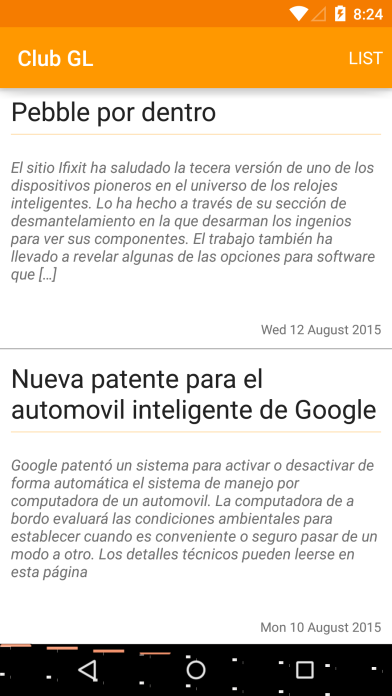 8:24
Club GL
LIST
Pebble por dentro
El sitio Ifixit ha saludado la tecera versión de uno de los
dispositivos pioneros en el universo de los relojes
inteligentes. Lo ha hecho a través de su sección de
desmantelamiento en la que desarman los ingenios
para ver sus componentes. El trabajo también ha
llevado a revelar algunas de las opciones para software
que […]
Wed 12 August 2015
Nueva patente para el
automovil inteligente de Google
Google patentó un sistema para activar o desactivar de
forma automática el sistema de manejo por
computadora de un automovil. La computadora de a
bordo evaluará las condiciones ambientales para
establecer cuando es conveniente o seguro pasar de un
modo a otro. Los detalles técnicos pueden leerse en
esta página
Mon 10 August 2015